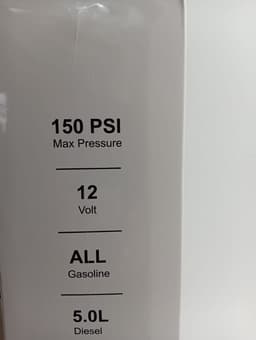 150 PSI
Max Pressure
12
Volt
ALL
Gasoline
5.0L
Diesel